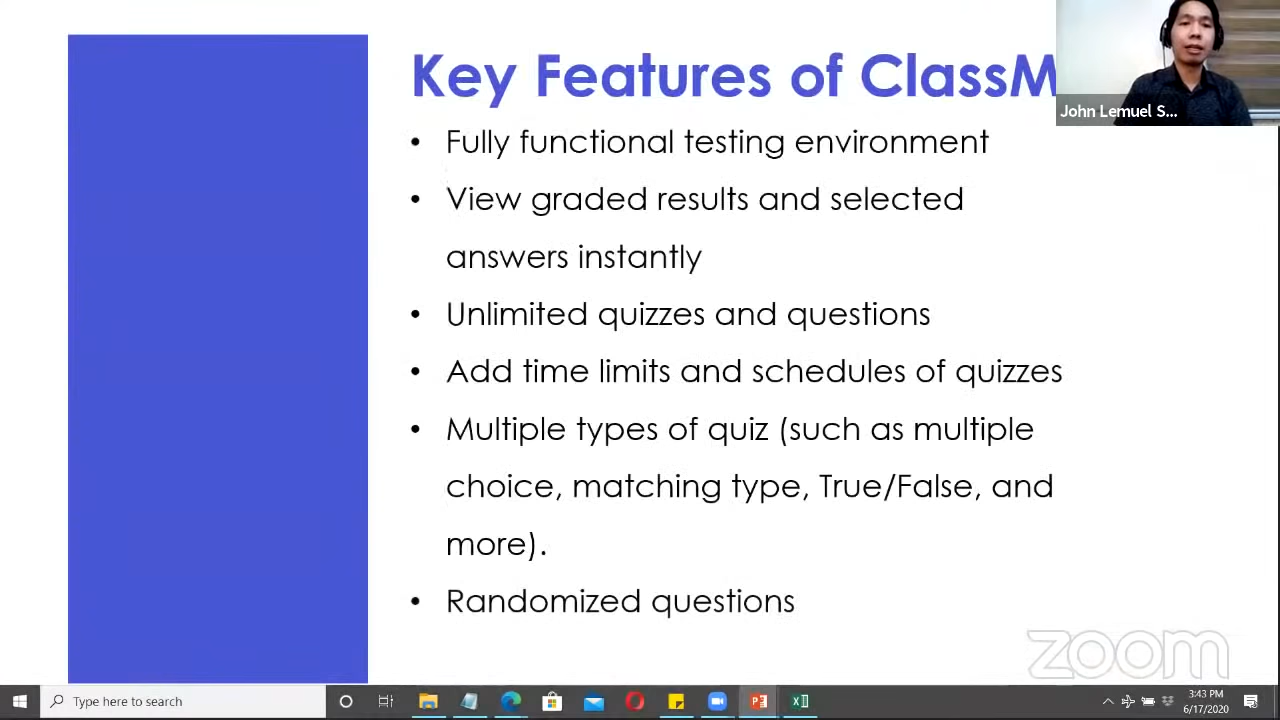 Key Features of ClassM
John Lemuel S...
• Fully functional testing environment
• View graded results and selected
answers instantly
• Unlimited quizzes and questions
• Add time limits and schedules of quizzes
• Multiple types of quiz (such as multiple
choice, matching type, True/False, and
more).
• Randomized questions
zoom
Type here to search
3:43 PM
6/17/2020